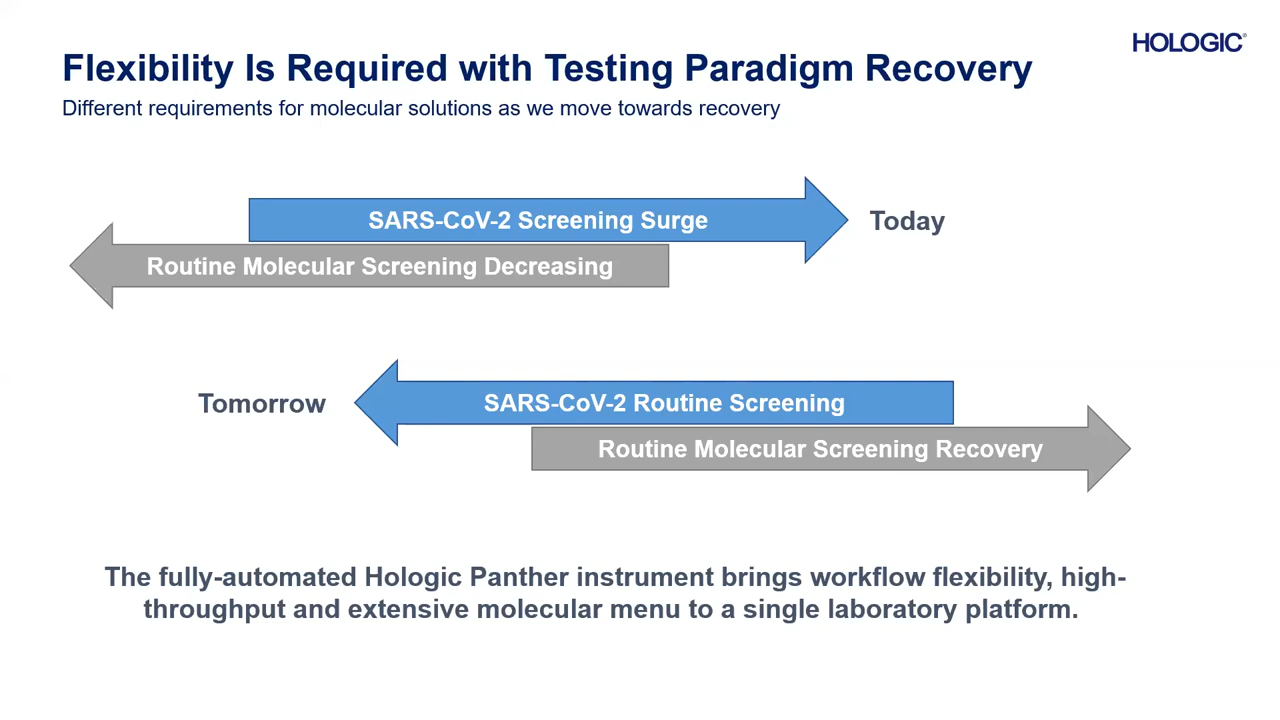 HOLOGIC®
Flexibility Is Required with Testing Paradigm Recovery
Different requirements for molecular solutions as we move towards recovery
SARS-CoV-2 Screening Surge
Today
Routine Molecular Screening Decreasing
Tomorrow
SARS-CoV-2 Routine Screening
Routine Molecular Screening Recovery
The fully-automated Hologic Panther instrument brings workflow flexibility, high-
throughput and extensive molecular menu to a single laboratory platform.